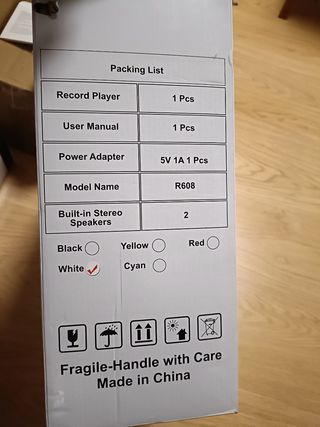 Packing List
Record Player 1 Pcs
User Manual 1 Pcs
Power Adapter 5V 1A 1 Pcs
Model Name R608
Built-in Stereo
Speakers 2
Black Yellow Red
White Cyan
Fragile-Handle with Care
Made in China